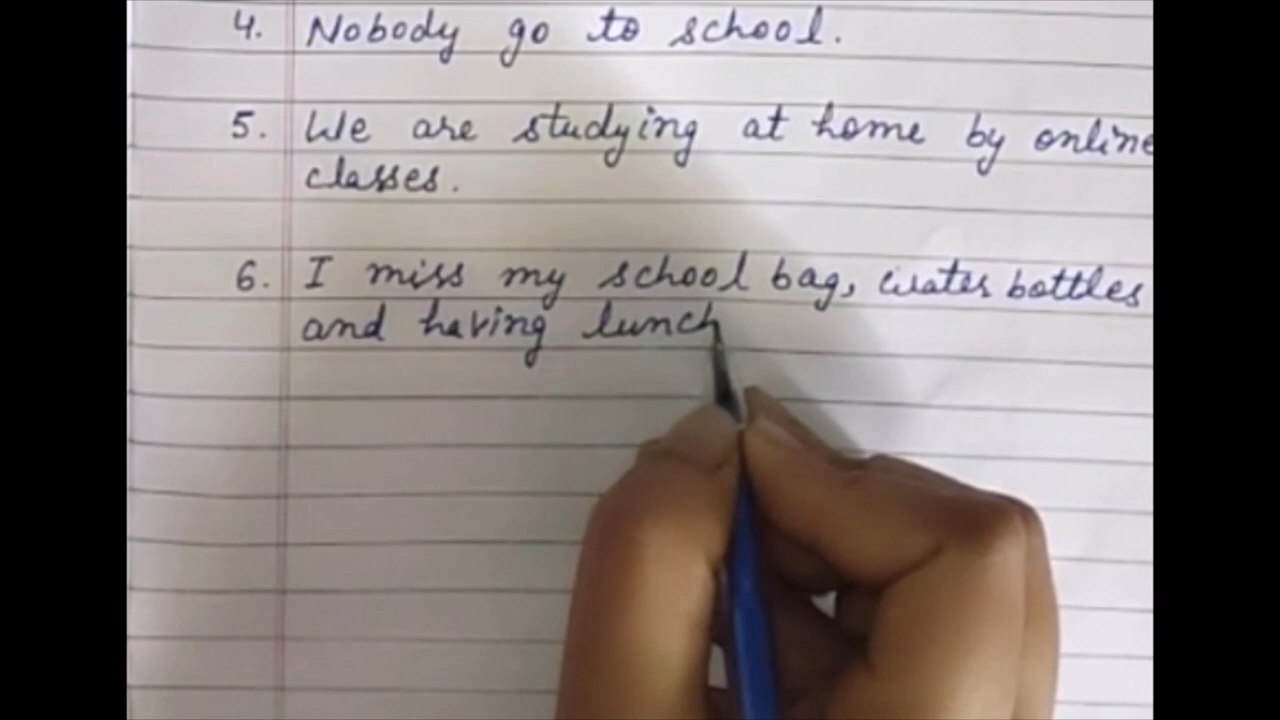 4. Nobody go to school.
5. We are studying at home by online
classes.
6. I miss my school bag, water bottles
and having lunch